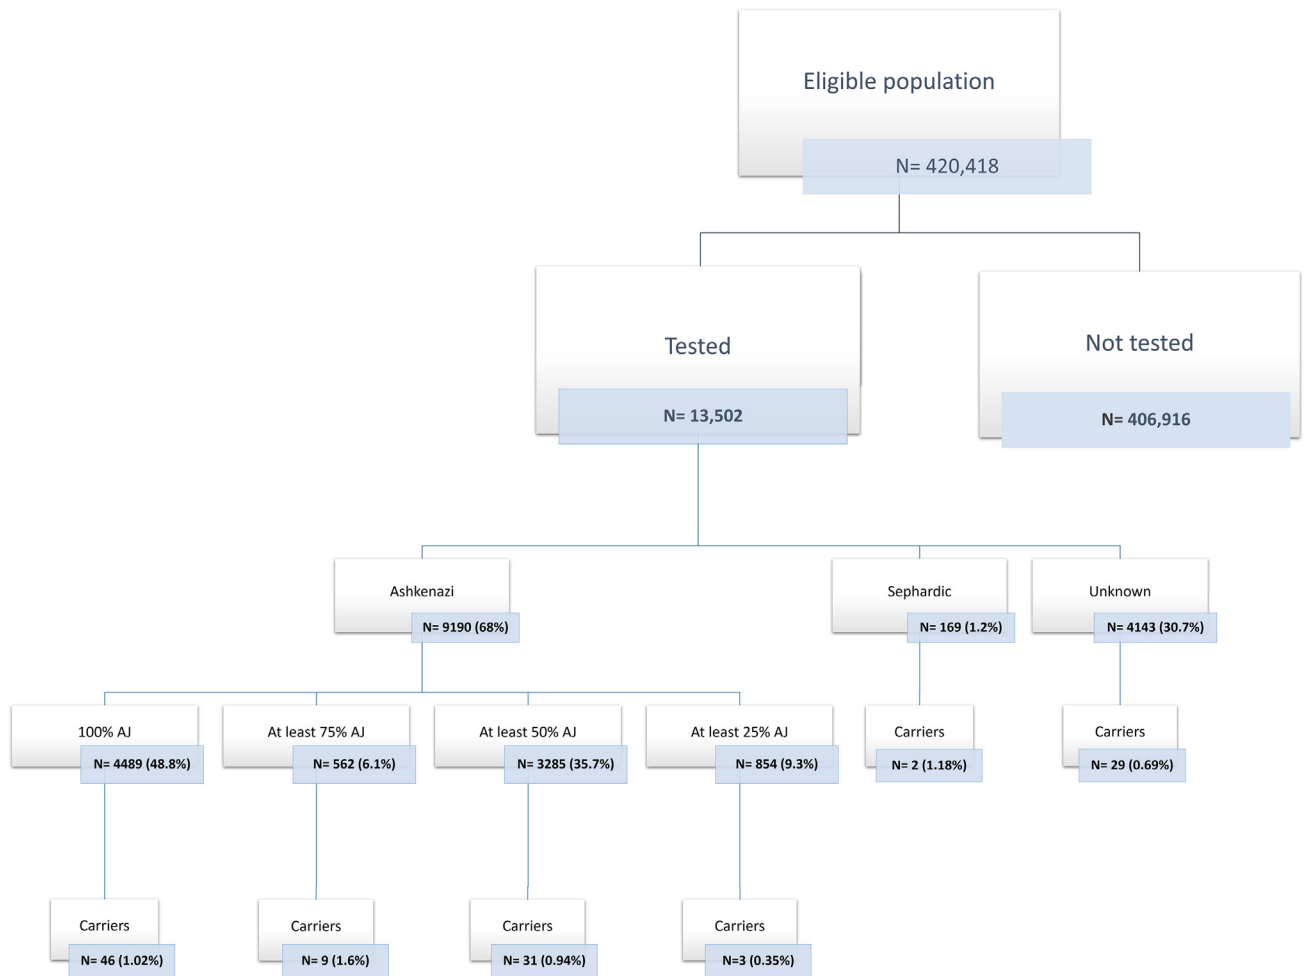 Eligible population
N= 420,418
Tested
N= 13,502
Not tested
N= 406,916
Ashkenazi
N= 9190 (68%)
Sephardic
N= 169 (1.2%)
Unknown
N= 4143 (30.7%)
100% AJ
N= 4489 (48.8%)
At least 75% AJ
N= 562 (6.1%)
At least 50% AJ
N= 3285 (35.7%)
At least 25% AJ
N= 854 (9.3%)
Carriers
N= 2 (1.18%)
Carriers
N= 29 (0.69%)
Carriers
N= 46 (1.02%)
Carriers
N= 9 (1.6%)
Carriers
N= 31 (0.94%)
Carriers
N=3 (0.35%)